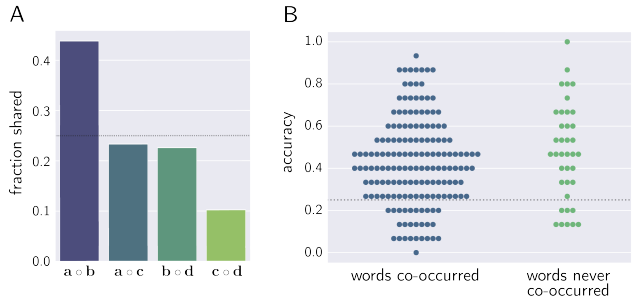 A
B
fraction shared
0.4
0.3
0.2
0.1
0.0
a ∘ b
a ∘ c
b ∘ d
c ∘ d
accuracy
1.0
0.8
0.6
0.4
0.2
0.0
words co-occurred
words never
co-occurred